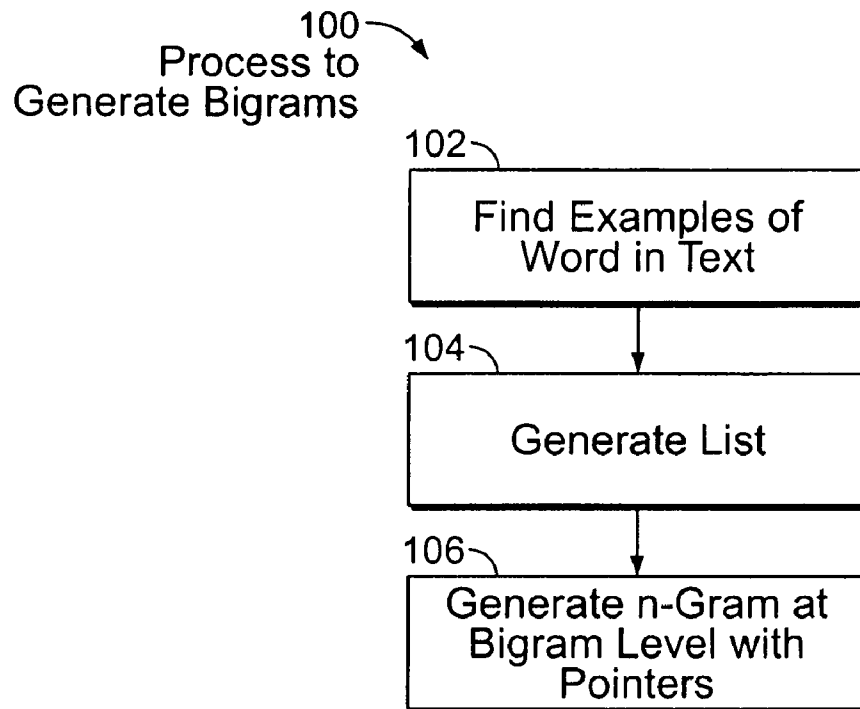 100
Process to
Generate Bigrams
102
Find Examples of
Word in Text
104
Generate List
106
Generate n-Gram at
Bigram Level with
Pointers